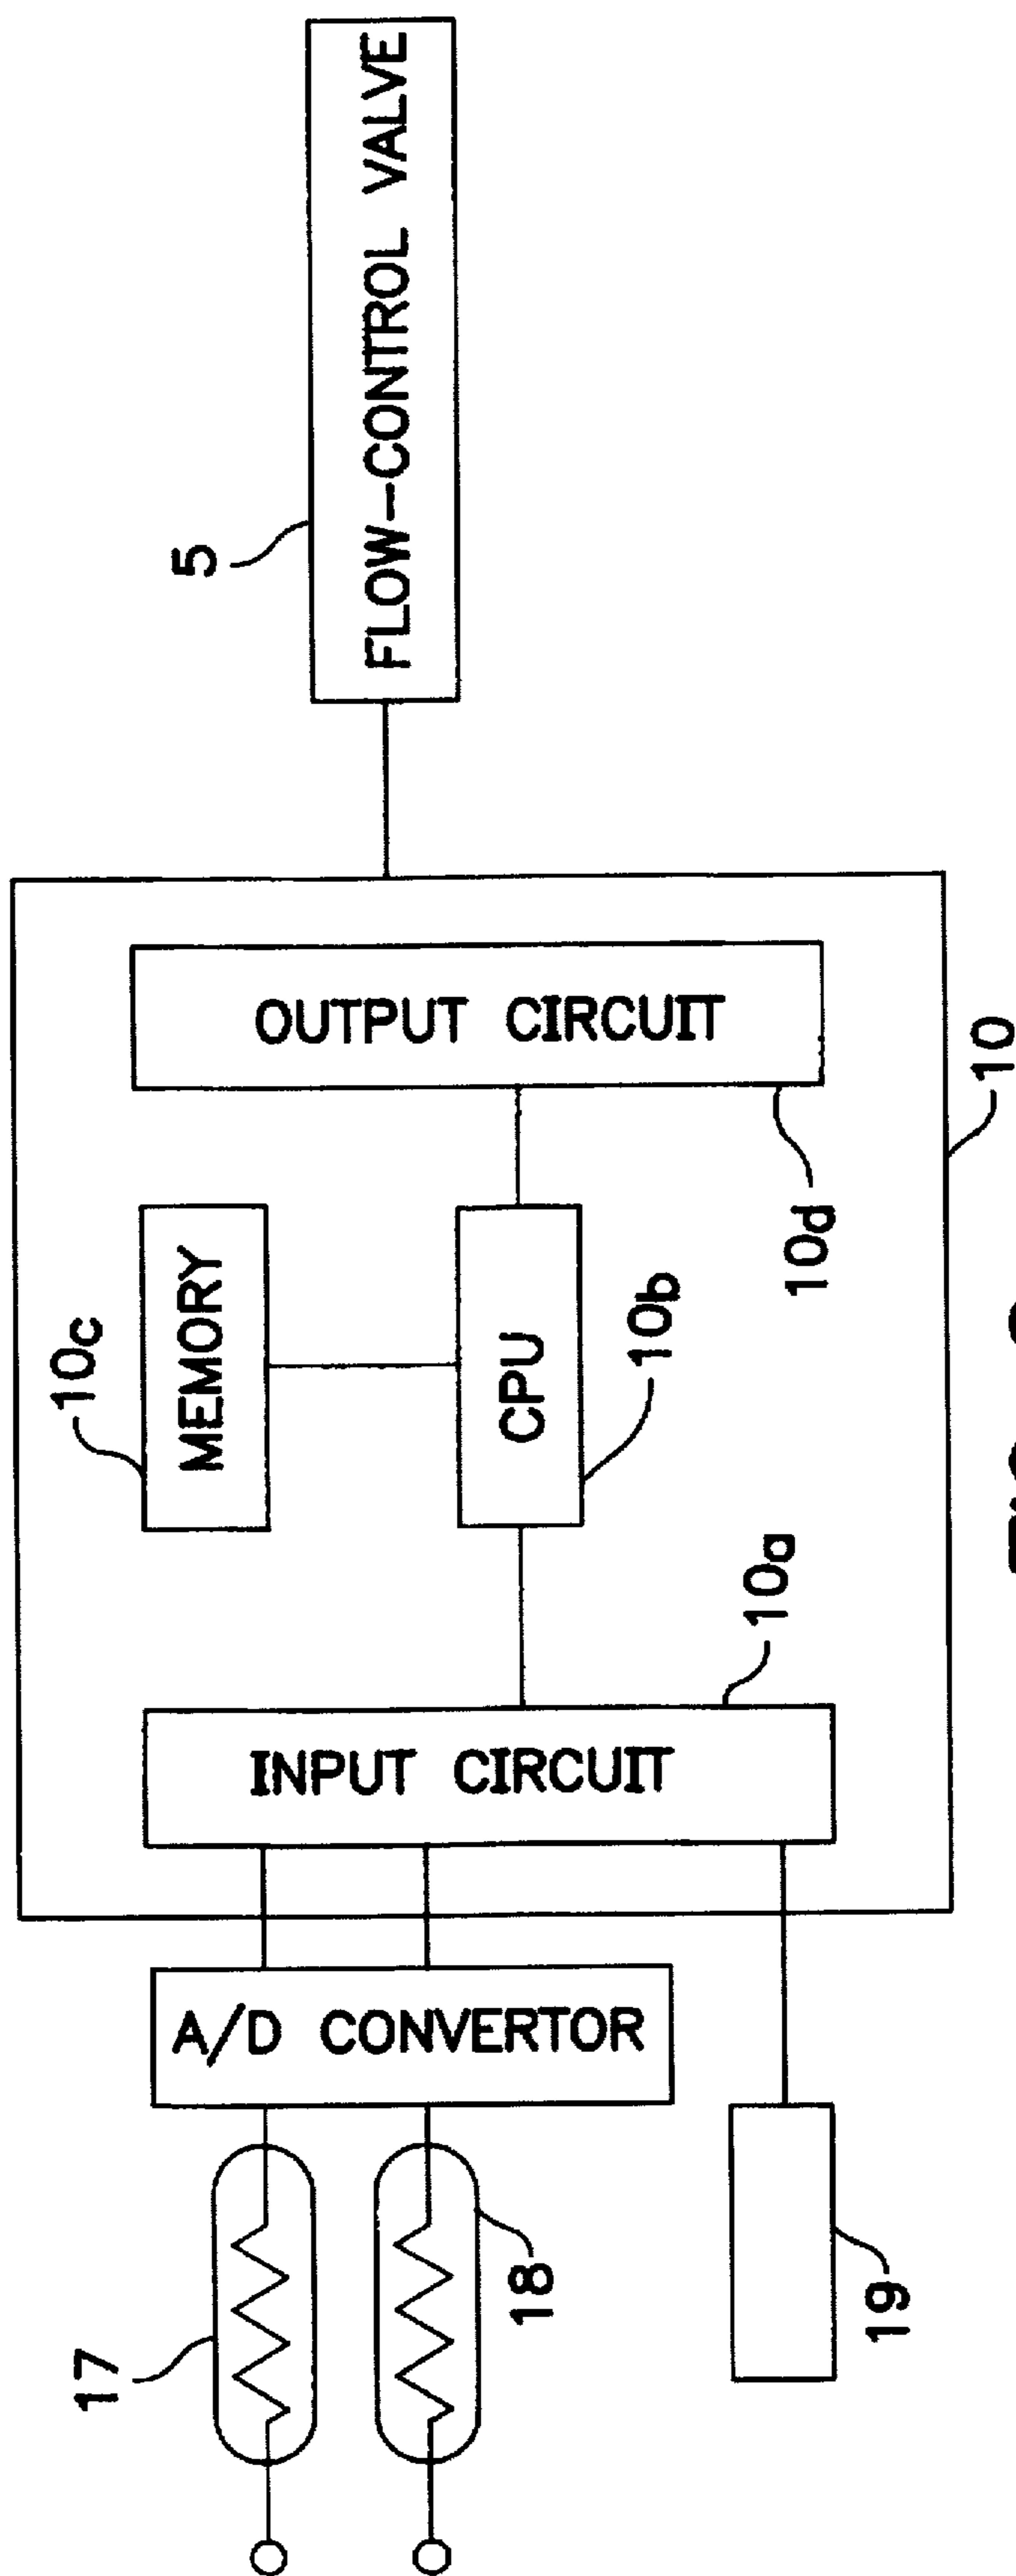 17
18
19
A/D CONVERTOR
INPUT CIRCUIT
10a
10c
MEMORY
CPU
10b
OUTPUT CIRCUIT
10d
10
5
FLOW-CONTROL VALVE